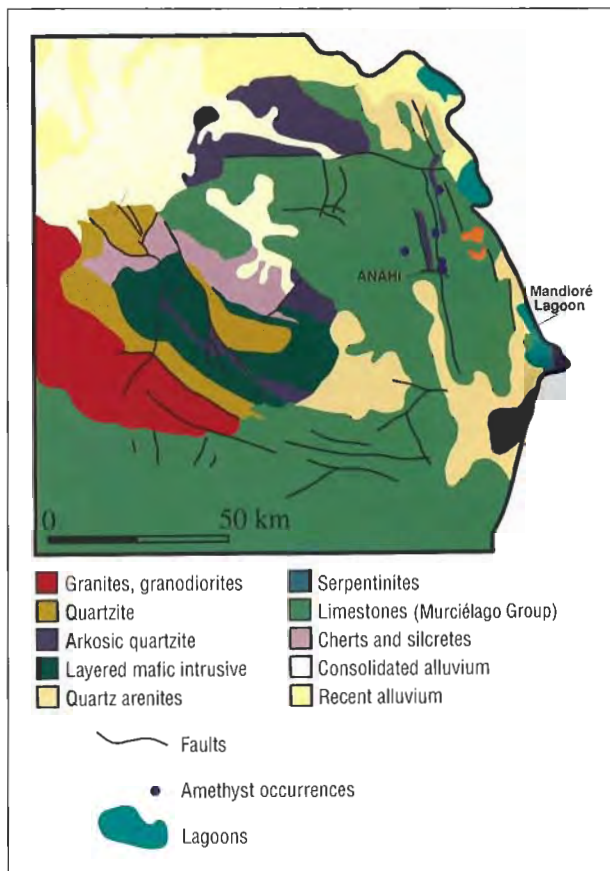 ANAHÍ
Mandioré
Lagoon
0 50 km
Granites, granodiorites
Quartzite
Arkosic quartzite
Layered mafic intrusive
Quartz arenites
Serpentinites
Limestones (Murciélago Group)
Cherts and silcretes
Consolidated alluvium
Recent alluvium
Faults
Amethyst occurrences
Lagoons